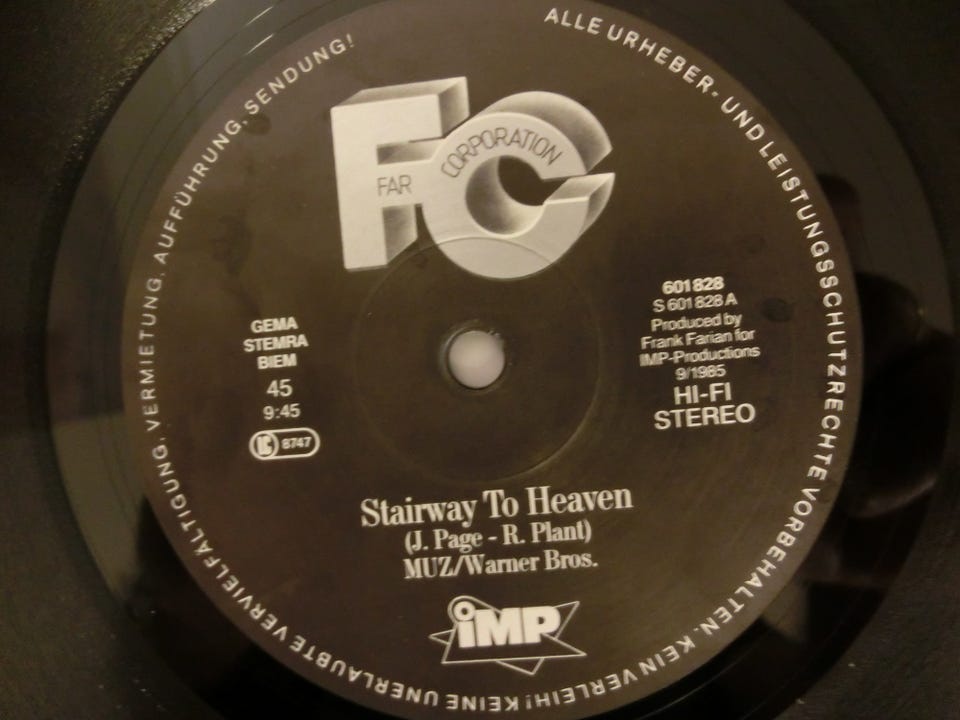 ALLE URHEBER- UND LEISTUNGSSCHUTZRECHTE VORBEHALTEN. KEIN VERLEIH! KEINE UNERLAUBTE VERVIELFÄLTIGUNG, VERMIETUNG, AUFFÜHRUNG, SENDUNG!
FC
FAR CORPORATION
GEMA
STEMRA
BIEM
45
9:45
LC 8747
601 828
S 601 828 A
Produced by
Frank Farian for
IMP-Productions
9/1985
HI-FI
STEREO
Stairway To Heaven
(J. Page - R. Plant)
MUZ/Warner Bros.
iMP